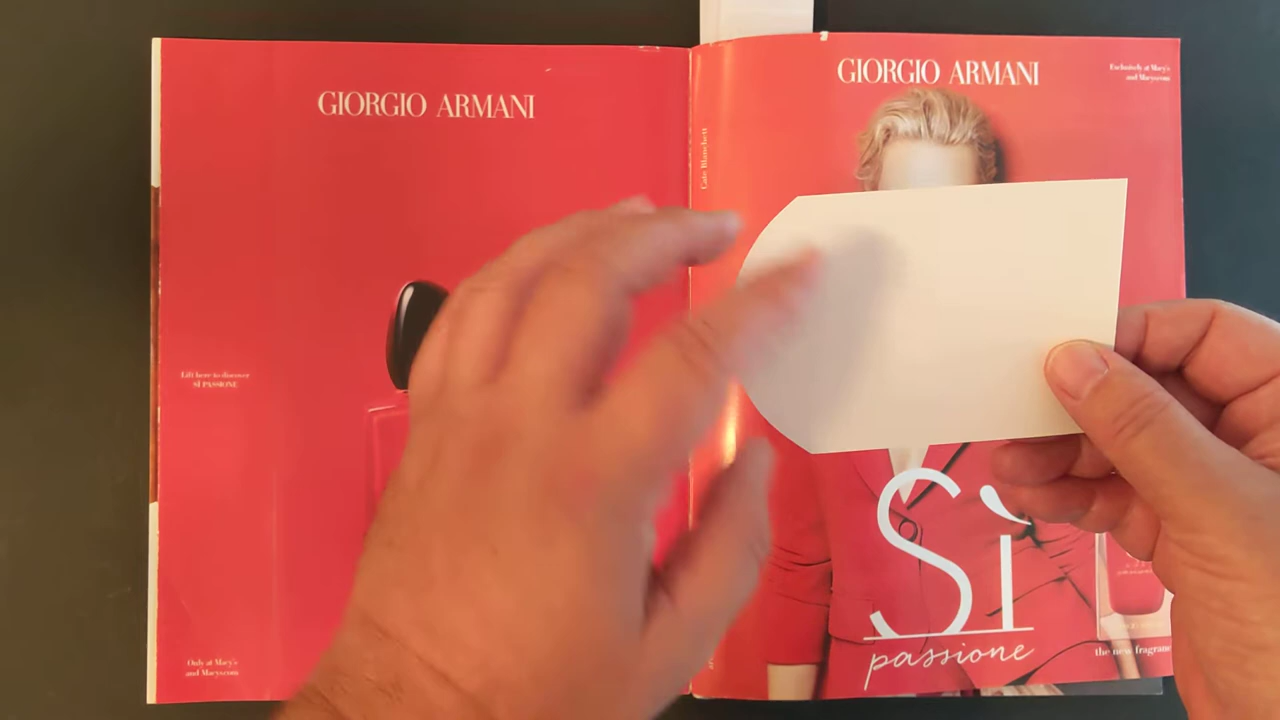 GIORGIO ARMANI
Lift here to discover
SÌ PASSIONE
Only at Macy's
and Macys.com
GIORGIO ARMANI
Exclusively at Macy's
and Macys.com
Cate Blanchett
Sì
passione
the new fragrance